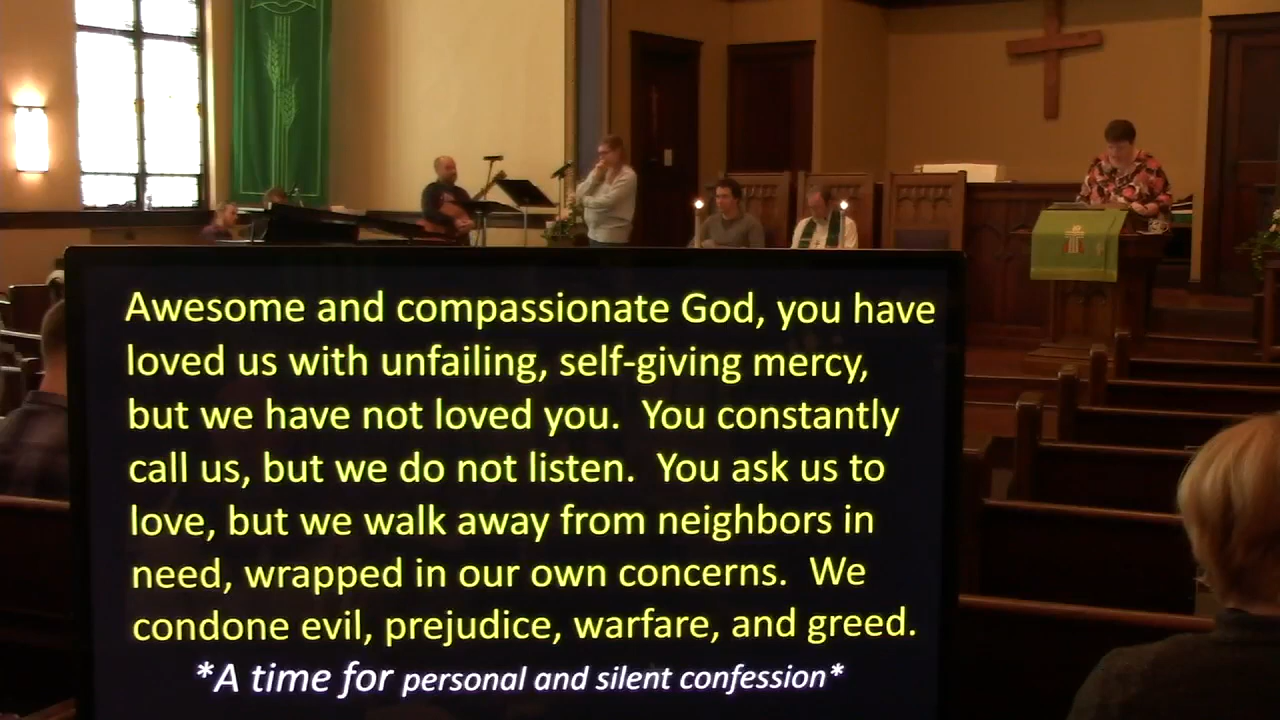 Awesome and compassionate God, you have
loved us with unfailing, self-giving mercy,
but we have not loved you.  You constantly
call us, but we do not listen.  You ask us to
love, but we walk away from neighbors in
need, wrapped in our own concerns.  We
condone evil, prejudice, warfare, and greed.
*A time for personal and silent confession*